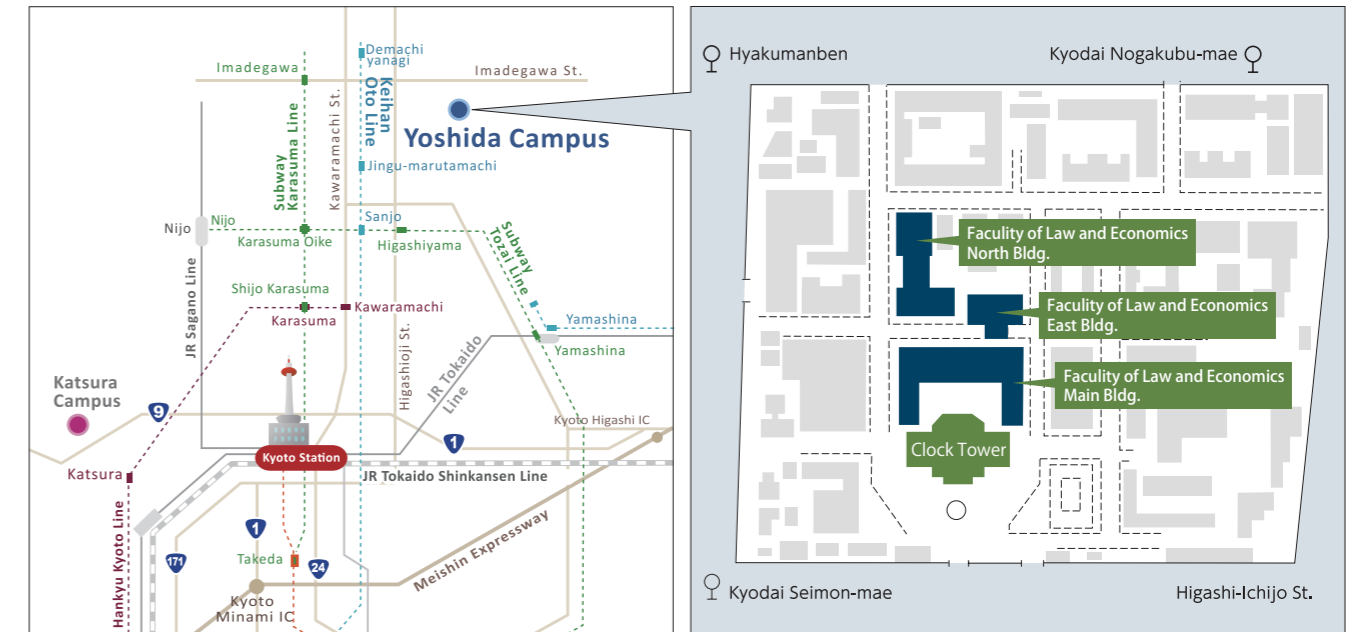 Demachi
yanagi
Imadegawa
Imadegawa St.
Keihan
Oto Line
Subway
Karasuma Line
Kawaramachi St.
Yoshida Campus
Jingu-marutamachi
Nijo
Nijo
Karasuma Oike
Sanjo
Higashiyama
Subway
Tozai Line
JR Sagano Line
Shijo Karasuma
Karasuma
Kawaramachi
Higashioji St.
Yamashina
Yamashina
JR Tokaido
Line
Katsura
Campus
9
Kyoto Station
1
Kyoto Higashi IC
Katsura
JR Tokaido Shinkansen Line
Hankyu Kyoto Line
1
171
Takeda
24
Meishin Expressway
Kyoto
Minami IC
Hyakumanben
Kyodai Nogakubu-mae
Faculity of Law and Economics
North Bldg.
Faculity of Law and Economics
East Bldg.
Faculity of Law and Economics
Main Bldg.
Clock Tower
Kyodai Seimon-mae
Higashi-Ichijo St.